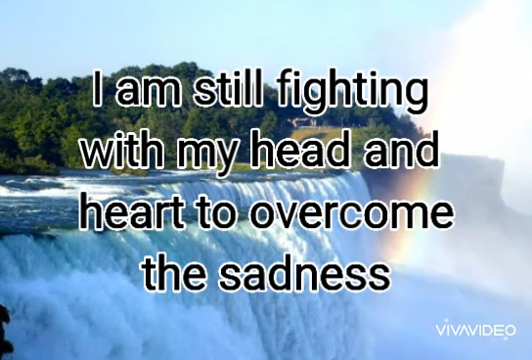 I am still fighting
with my head and
heart to overcome
the sadness
VIVAVIDEO